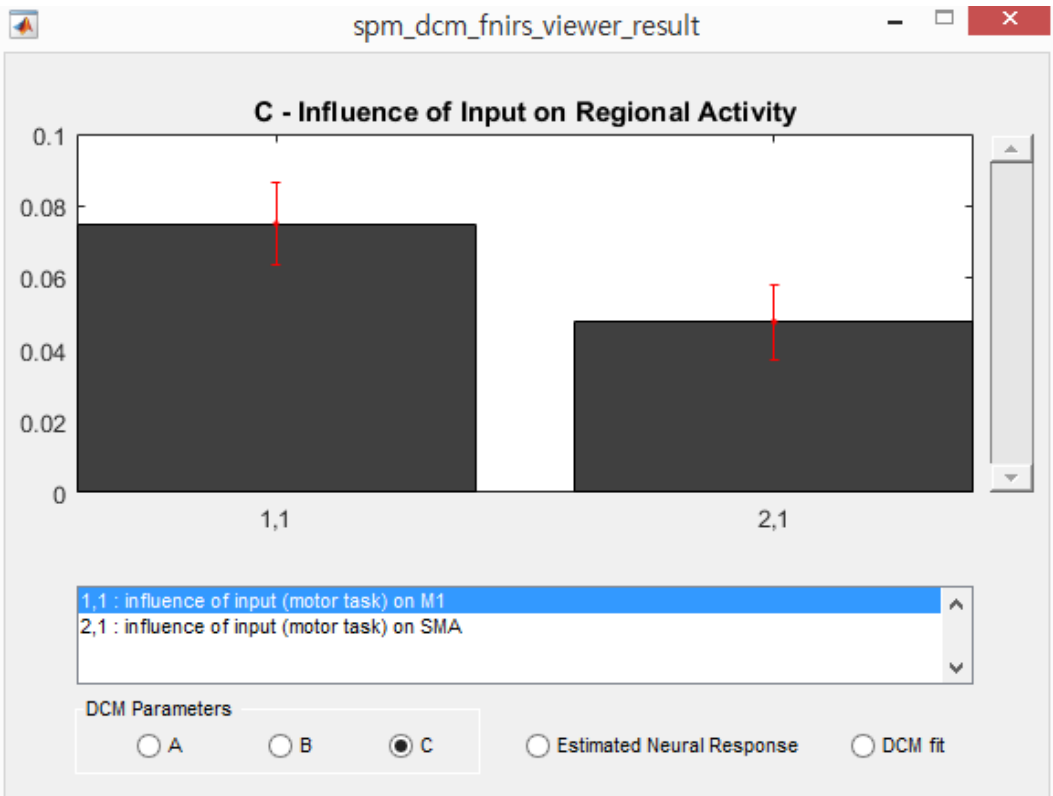 spm_dcm_fnirs_viewer_result
C - Influence of Input on Regional Activity
0.1
0.08
0.06
0.04
0.02
0
1,1
2,1
1,1 : influence of input (motor task) on M1
2,1 : influence of input (motor task) on SMA
DCM Parameters
A
B
C
Estimated Neural Response
DCM fit